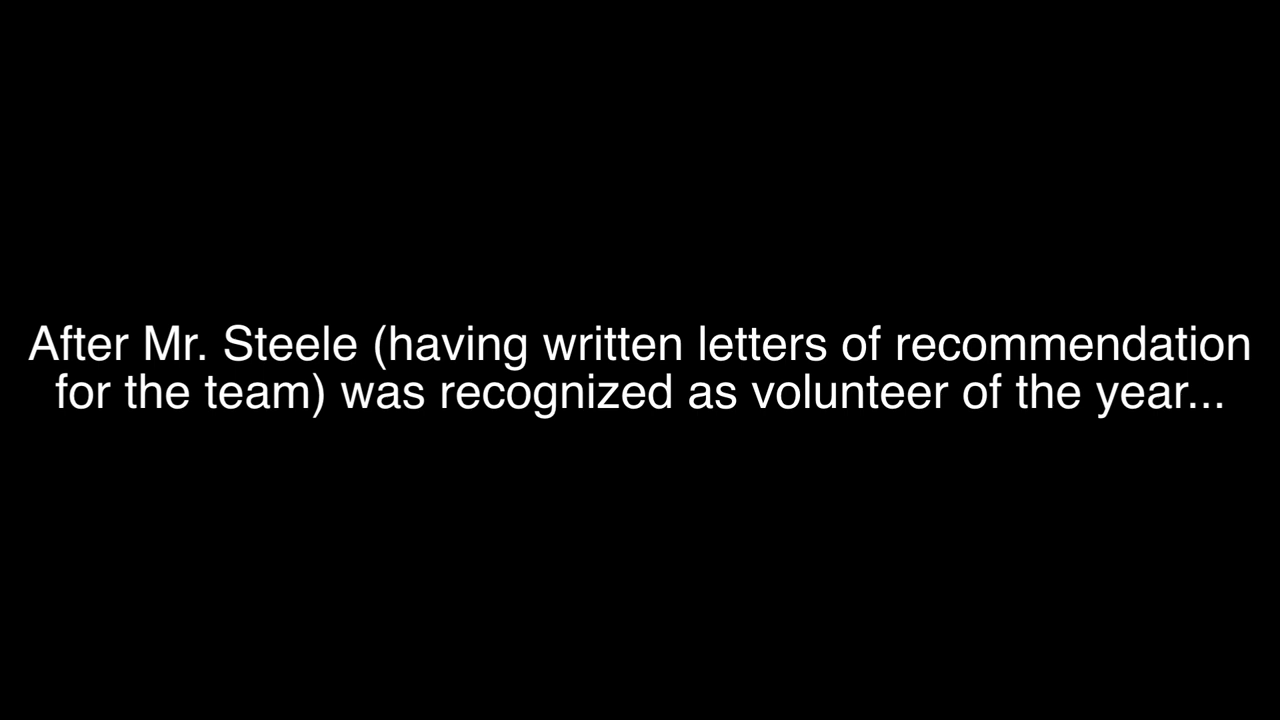 After Mr. Steele (having written letters of recommendation
for the team) was recognized as volunteer of the year...